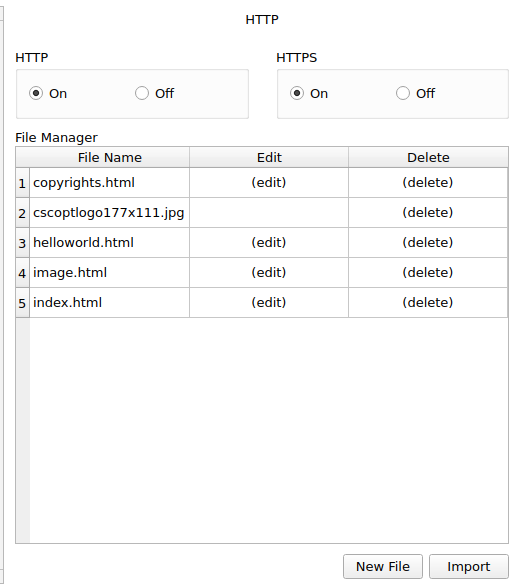 HTTP
HTTP HTTPS
On Off On Off
File Manager
File Name Edit Delete
1 copyrights.html (edit) (delete)
2 cscoptlogo177x111.jpg (delete)
3 helloworld.html (edit) (delete)
4 image.html (edit) (delete)
5 index.html (edit) (delete)
New File Import